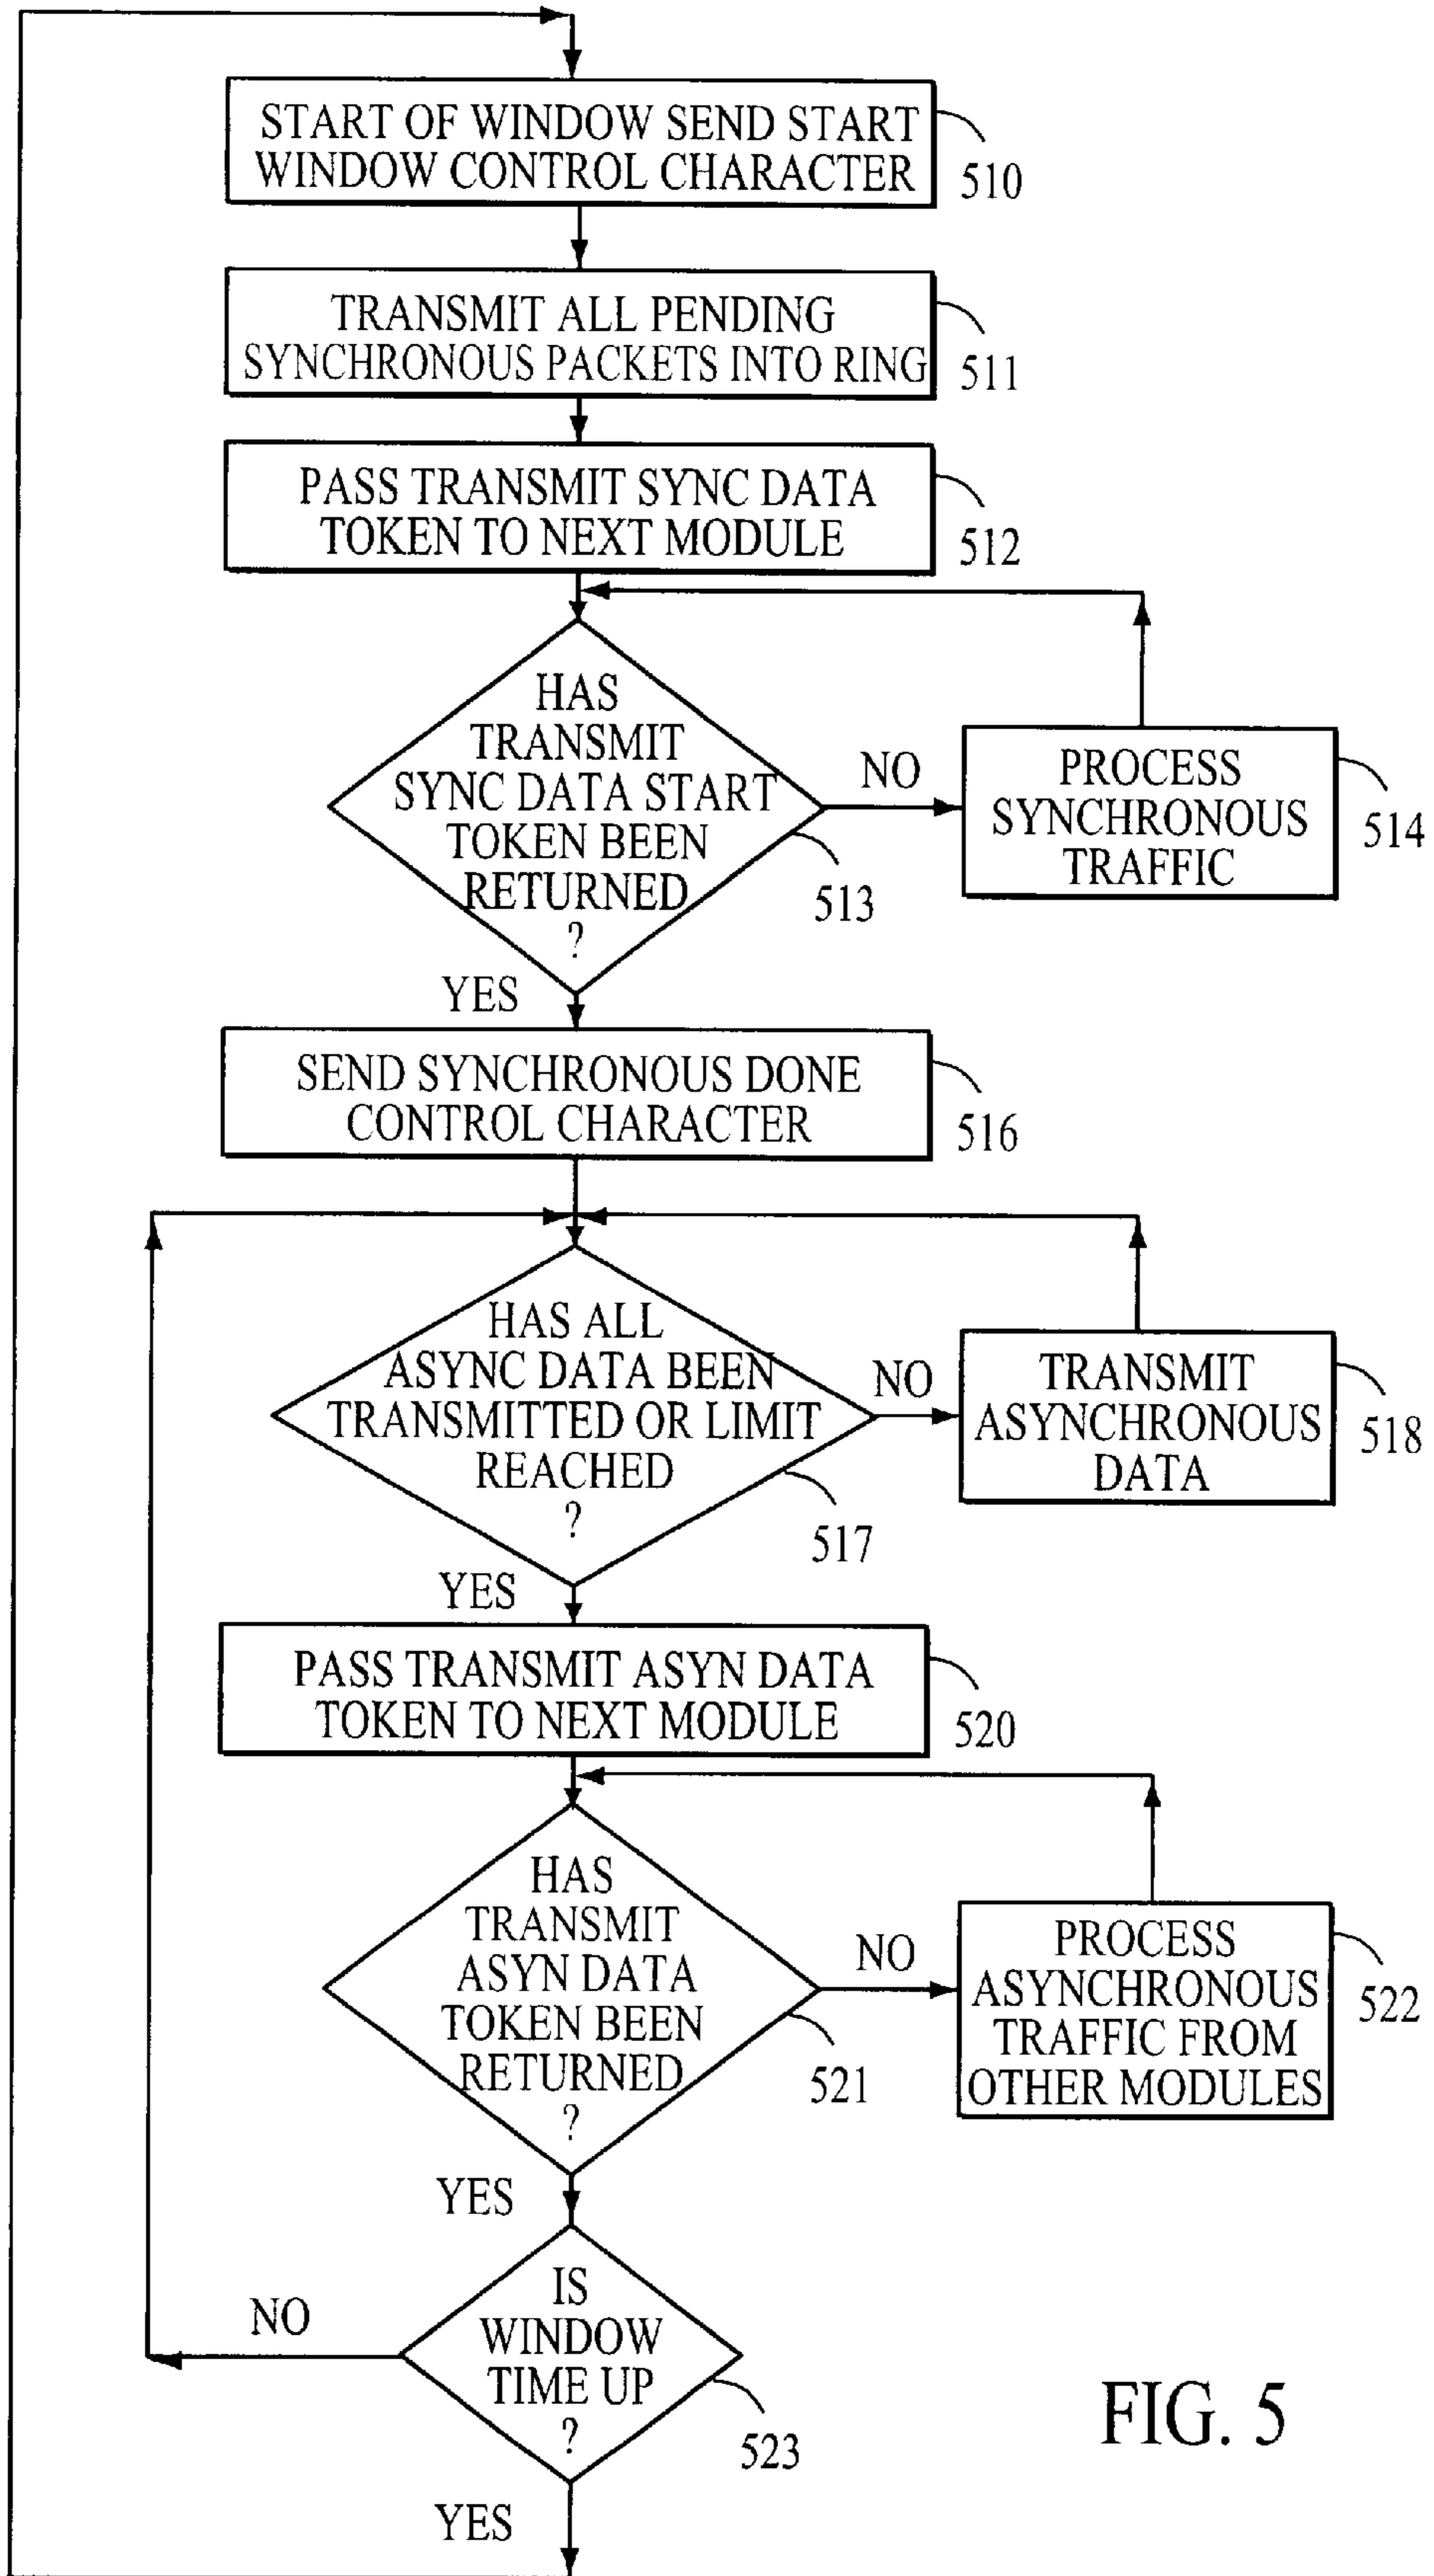 START OF WINDOW SEND START
WINDOW CONTROL CHARACTER
510
TRANSMIT ALL PENDING
SYNCHRONOUS PACKETS INTO RING
511
PASS TRANSMIT SYNC DATA
TOKEN TO NEXT MODULE
512
HAS
TRANSMIT
SYNC DATA START
TOKEN BEEN
RETURNED
?
513
NO
PROCESS
SYNCHRONOUS
TRAFFIC
514
YES
SEND SYNCHRONOUS DONE
CONTROL CHARACTER
516
HAS ALL
ASYNC DATA BEEN
TRANSMITTED OR LIMIT
REACHED
?
517
NO
TRANSMIT
ASYNCHRONOUS
DATA
518
YES
PASS TRANSMIT ASYN DATA
TOKEN TO NEXT MODULE
520
HAS
TRANSMIT
ASYN DATA
TOKEN BEEN
RETURNED
?
521
NO
PROCESS
ASYNCHRONOUS
TRAFFIC FROM
OTHER MODULES
522
YES
IS
WINDOW
TIME UP
?
523
NO
YES
FIG. 5